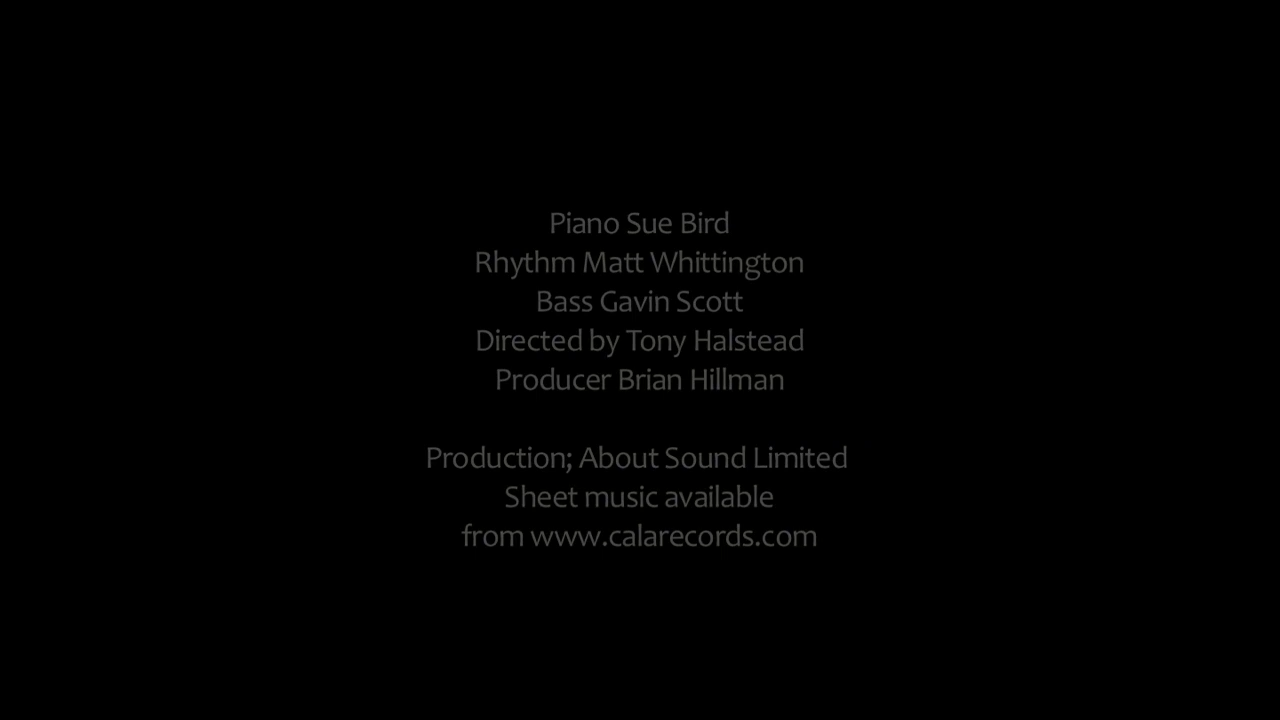 Piano Sue Bird
Rhythm Matt Whittington
Bass Gavin Scott
Directed by Tony Halstead
Producer Brian Hillman
Production; About Sound Limited
Sheet music available
from www.calarecords.com